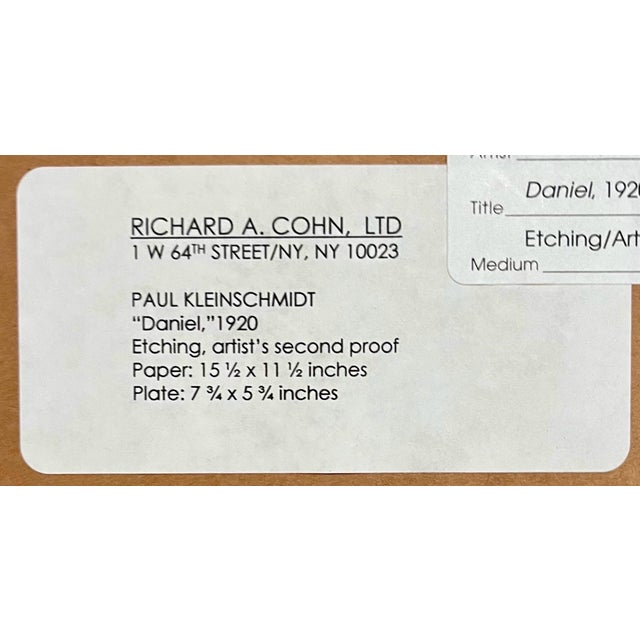 RICHARD A. COHN, LTD
1 W 64TH STREET/NY, NY 10023
PAUL KLEINSCHMIDT
"Daniel,"1920
Etching, artist's second proof
Paper: 15 ½ x 11 ½ inches
Plate: 7 ¾ x 5 ¾ inches
Title Daniel, 1920
Medium Etching/Art